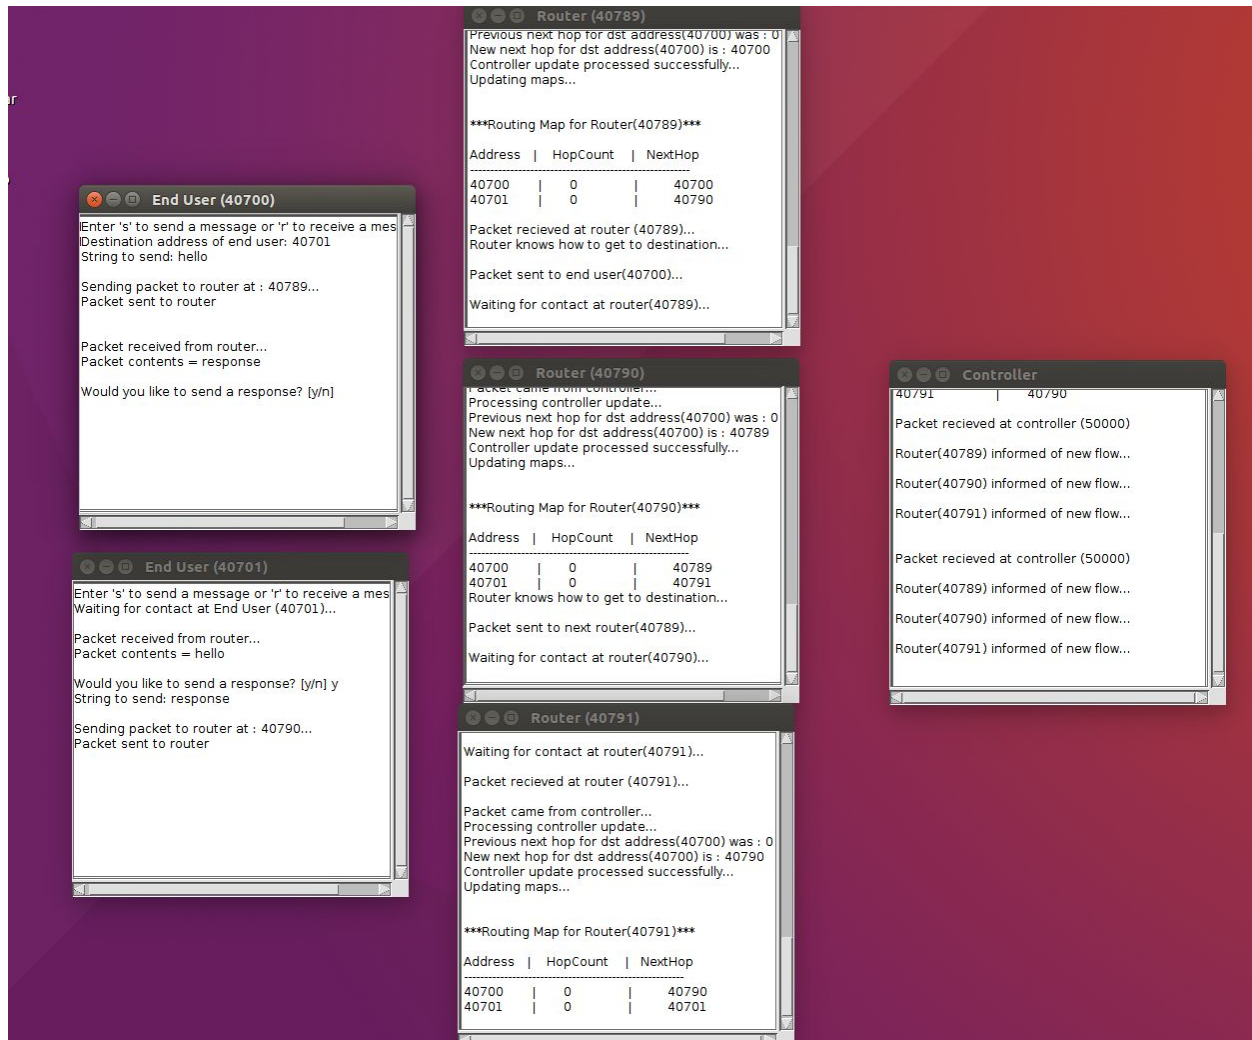 Router (40789)
Previous next hop for dst address(40700) was : 0
New next hop for dst address(40700) is : 40700
Controller update processed successfully...
Updating maps...
***Routing Map for Router(40789)***
Address | HopCount | NextHop
--------------------------------------------------------
40700 | 0 | 40700
40701 | 0 | 40790
Packet recieved at router (40789)...
Router knows how to get to destination...
Packet sent to end user(40700)...
Waiting for contact at router(40789)...
End User (40700)
Enter 's' to send a message or 'r' to receive a mes
Destination address of end user: 40701
String to send: hello
Sending packet to router at : 40789...
Packet sent to router
Packet received from router...
Packet contents = response
Would you like to send a response? [y/n]
Router (40790)
Packet came from controller...
Processing controller update...
Previous next hop for dst address(40700) was : 0
New next hop for dst address(40700) is : 40789
Controller update processed successfully...
Updating maps...
***Routing Map for Router(40790)***
Address | HopCount | NextHop
--------------------------------------------------------
40700 | 0 | 40789
40701 | 0 | 40791
Router knows how to get to destination...
Packet sent to next router(40789)...
Waiting for contact at router(40790)...
Controller
40791 | 40790
Packet recieved at controller (50000)
Router(40789) informed of new flow...
Router(40790) informed of new flow...
Router(40791) informed of new flow...
Packet recieved at controller (50000)
Router(40789) informed of new flow...
Router(40790) informed of new flow...
Router(40791) informed of new flow...
End User (40701)
Enter 's' to send a message or 'r' to receive a mes
Waiting for contact at End User (40701)...
Packet received from router...
Packet contents = hello
Would you like to send a response? [y/n] y
String to send: response
Sending packet to router at : 40790...
Packet sent to router
Router (40791)
Waiting for contact at router(40791)...
Packet recieved at router (40791)...
Packet came from controller...
Processing controller update...
Previous next hop for dst address(40700) was : 0
New next hop for dst address(40700) is : 40790
Controller update processed successfully...
Updating maps...
***Routing Map for Router(40791)***
Address | HopCount | NextHop
--------------------------------------------------------
40700 | 0 | 40790
40701 | 0 | 40701